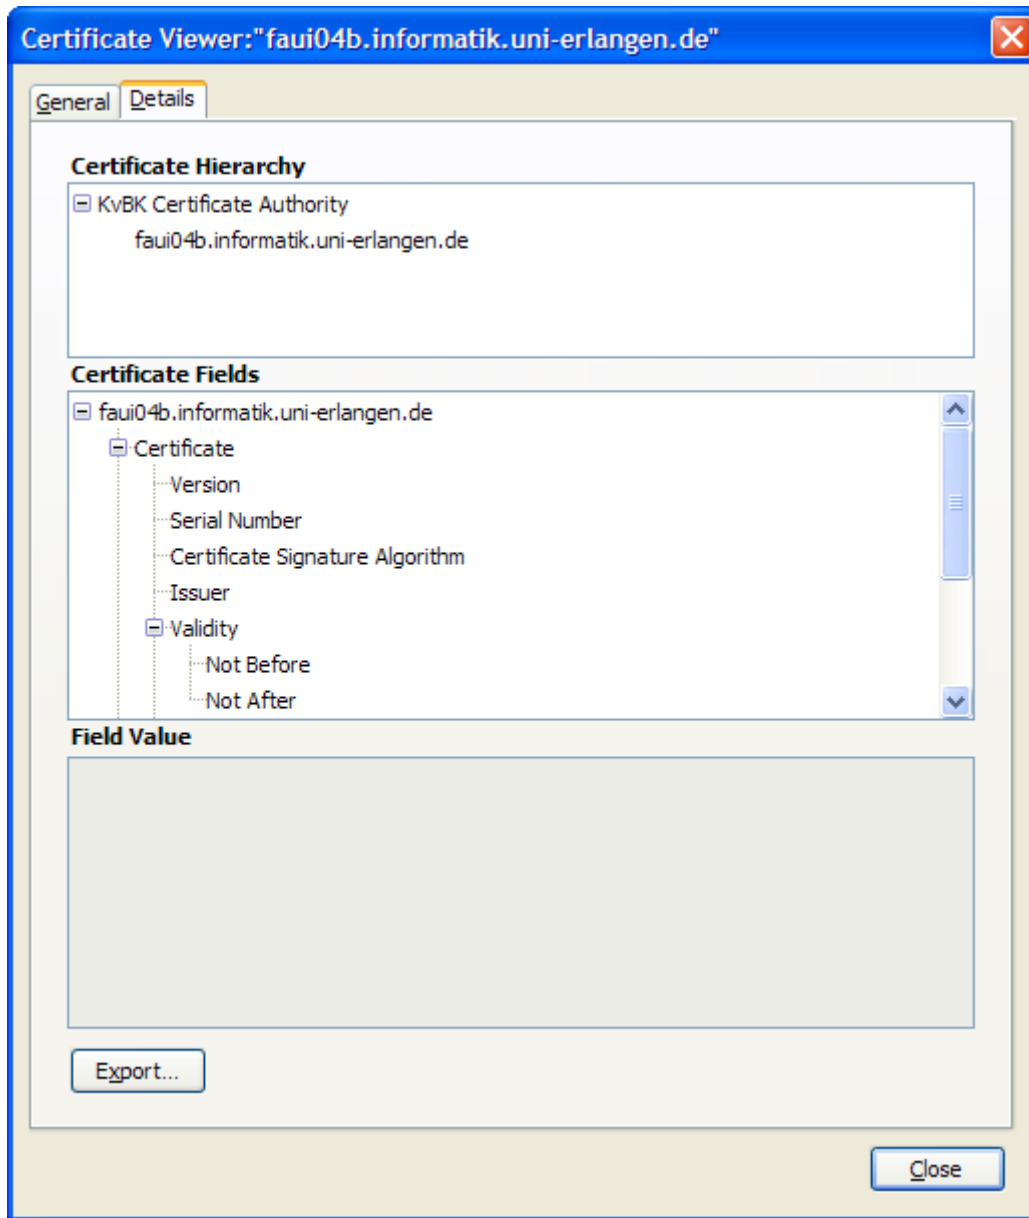 Certificate Viewer:"faui04b.informatik.uni-erlangen.de"
General Details
Certificate Hierarchy
KvBK Certificate Authority
faui04b.informatik.uni-erlangen.de
Certificate Fields
faui04b.informatik.uni-erlangen.de
Certificate
Version
Serial Number
Certificate Signature Algorithm
Issuer
Validity
Not Before
Not After
Field Value
Export...
Close